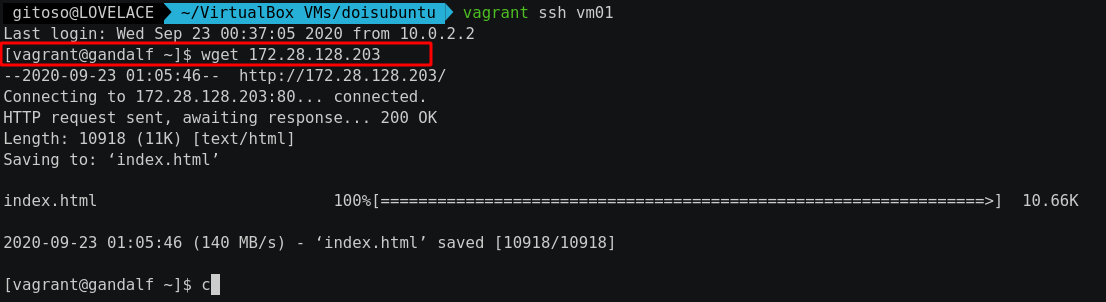 gitoso@LOVELACE ~/VirtualBox VMs/doisubuntu vagrant ssh vm01
Last login: Wed Sep 23 00:37:05 2020 from 10.0.2.2
[vagrant@gandalf ~]$ wget 172.28.128.203
--2020-09-23 01:05:46--  http://172.28.128.203/
Connecting to 172.28.128.203:80... connected.
HTTP request sent, awaiting response... 200 OK
Length: 10918 (11K) [text/html]
Saving to: ‘index.html’
index.html                         100%[================================================================>]  10.66K
2020-09-23 01:05:46 (140 MB/s) - ‘index.html’ saved [10918/10918]
[vagrant@gandalf ~]$ c